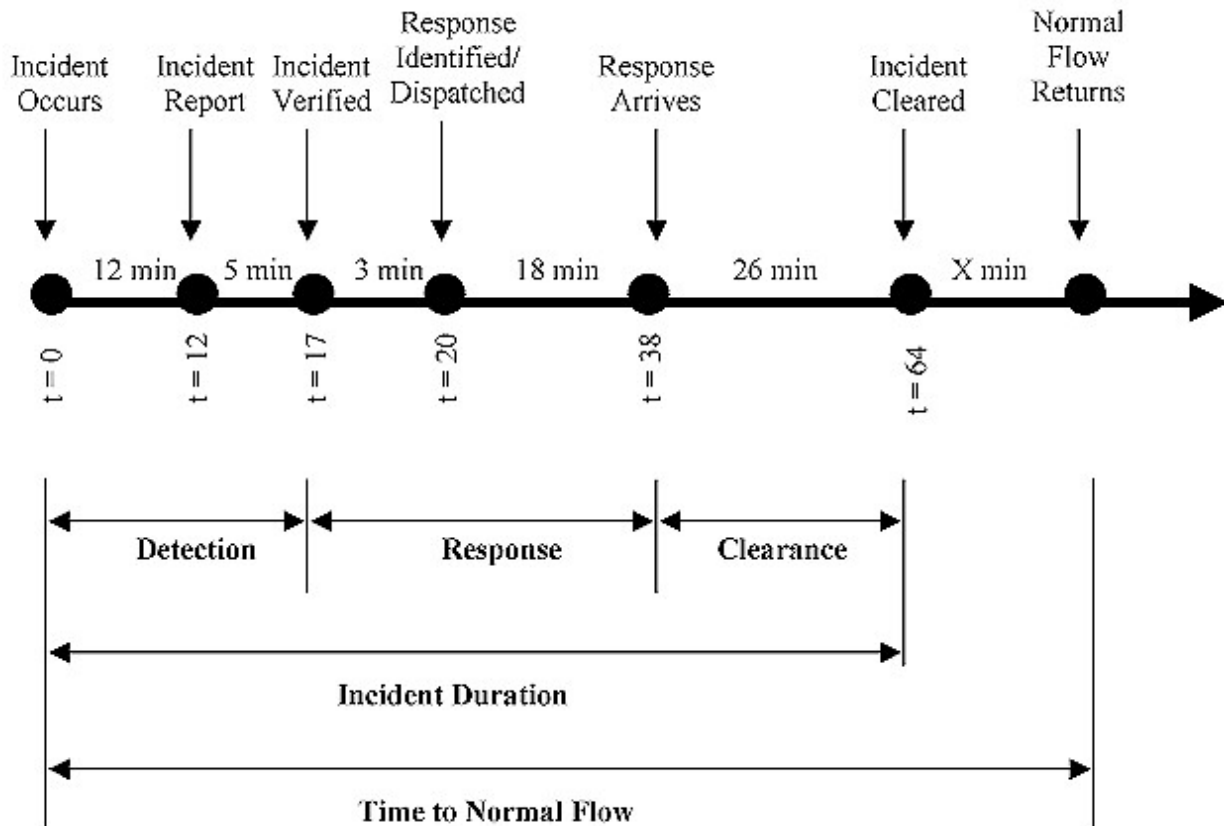 Incident
Occurs
Incident
Report
Incident
Verified
Response
Identified/
Dispatched
Response
Arrives
Incident
Cleared
Normal
Flow
Returns
12 min
5 min
3 min
18 min
26 min
X min
t = 0
t = 12
t = 17
t = 20
t = 38
t = 64
Detection
Response
Clearance
Incident Duration
Time to Normal Flow